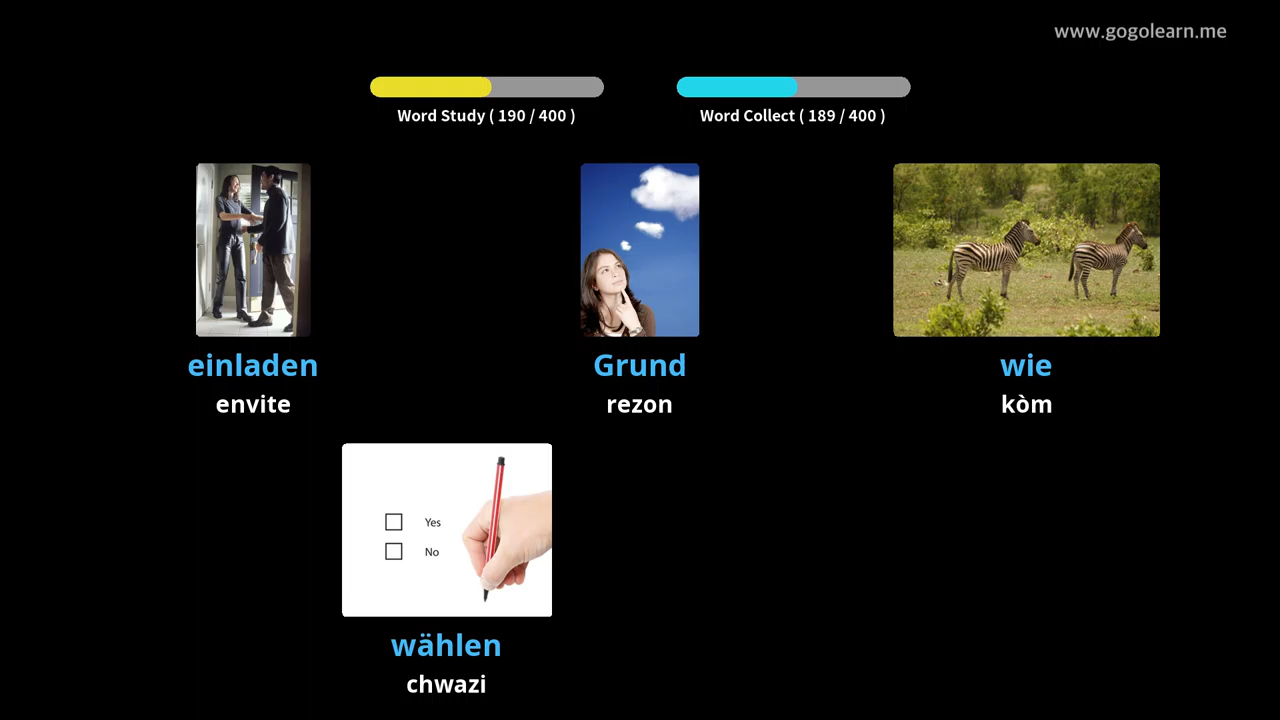 www.gogolearn.me
Word Study ( 190 / 400 )
Word Collect ( 189 / 400 )
einladen
envite
Grund
rezon
wie
kòm
Yes
No
wählen
chwazi